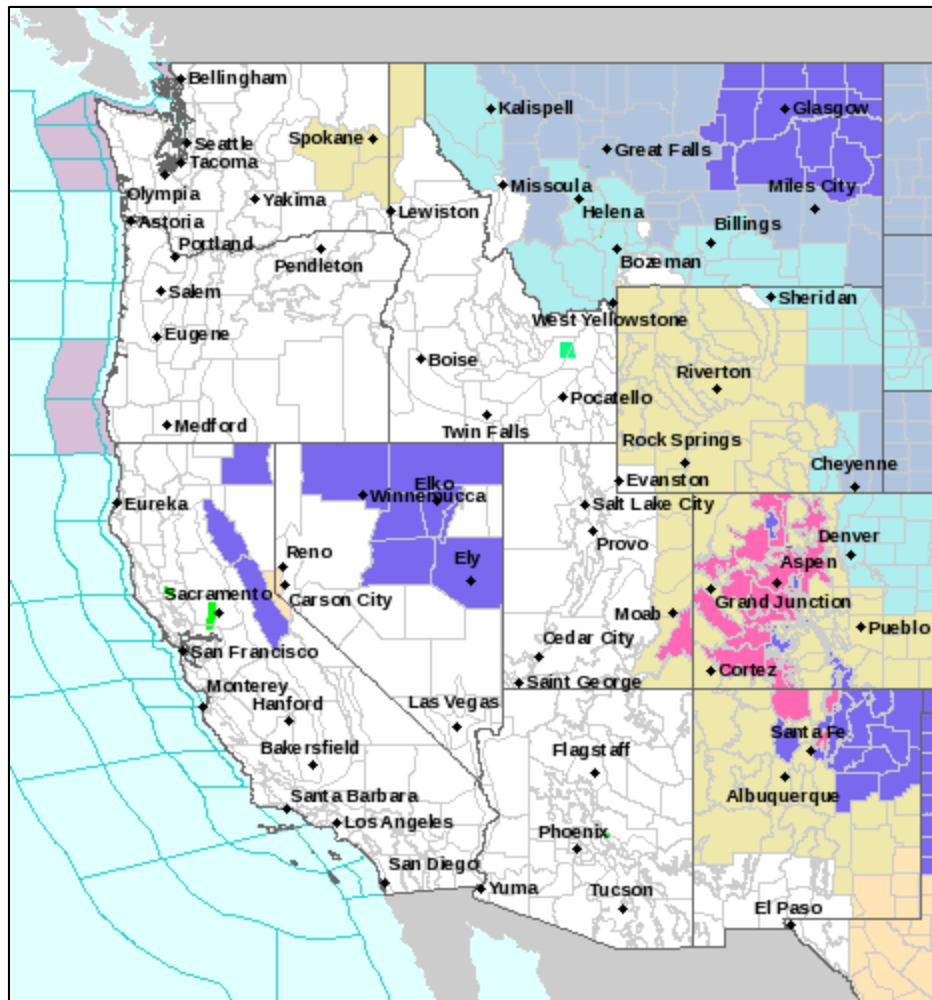 Bellingham
Kalispell
Glasgow
Spokane
Seattle
Great Falls
Tacoma
Missoula
Miles City
Olympia
Yakima
Helena
Lewiston
Astoria
Billings
Portland
Pendleton
Bozeman
Salem
Sheridan
West Yellowstone
Eugene
Boise
Riverton
Pocatello
Medford
Twin Falls
Rock Springs
Cheyenne
Elko
Evanston
Winnemucca
Eureka
Salt Lake City
Denver
Provo
Reno
Ely
Aspen
Sacramento
Carson City
Grand Junction
Moab
Pueblo
Cedar City
San Francisco
Cortez
Saint George
Monterey
Las Vegas
Hanford
Santa Fe
Bakersfield
Flagstaff
Santa Barbara
Albuquerque
Los Angeles
Phoenix
San Diego
Yuma
Tucson
El Paso